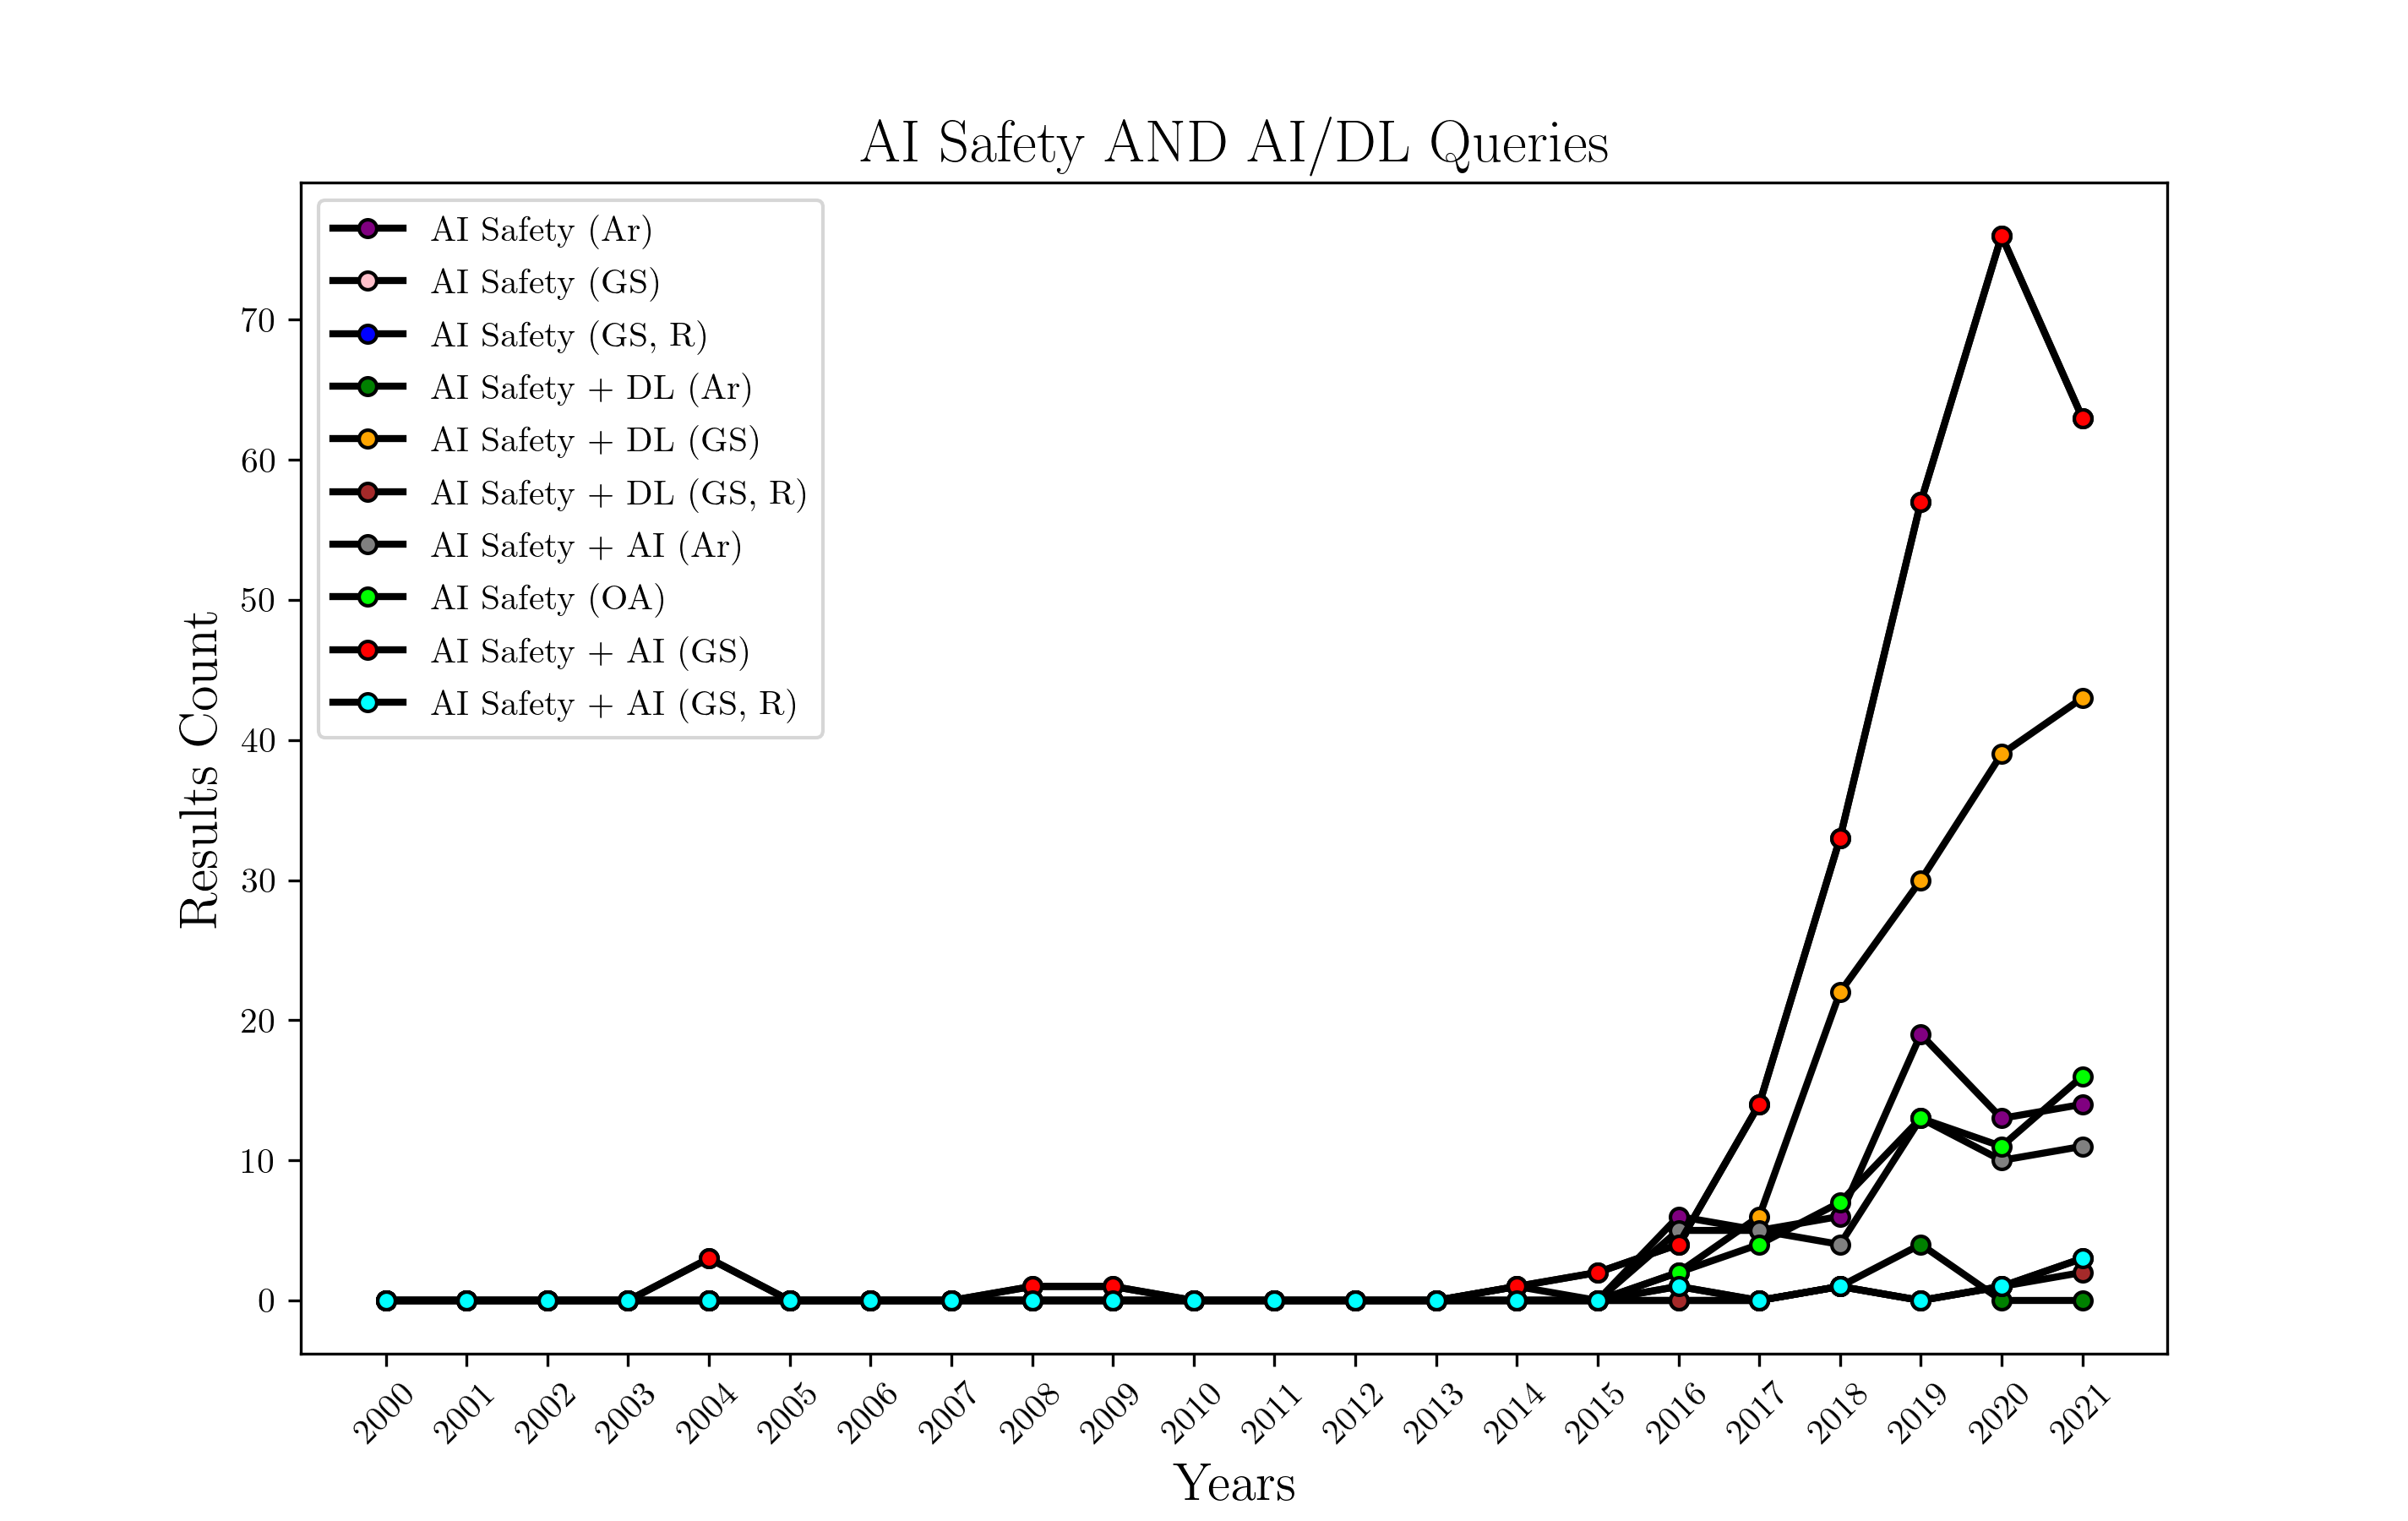 AI Safety AND AI/DL Queries
AI Safety (Ar)
AI Safety (GS)
AI Safety (GS, R)
AI Safety + DL (Ar)
AI Safety + DL (GS)
AI Safety + DL (GS, R)
AI Safety + AI (Ar)
AI Safety (OA)
AI Safety + AI (GS)
AI Safety + AI (GS, R)
Results Count
70
60
50
40
30
20
10
0
2000 2001 2002 2003 2004 2005 2006 2007 2008 2009 2010 2011 2012 2013 2014 2015 2016 2017 2018 2019 2020 2021
Years